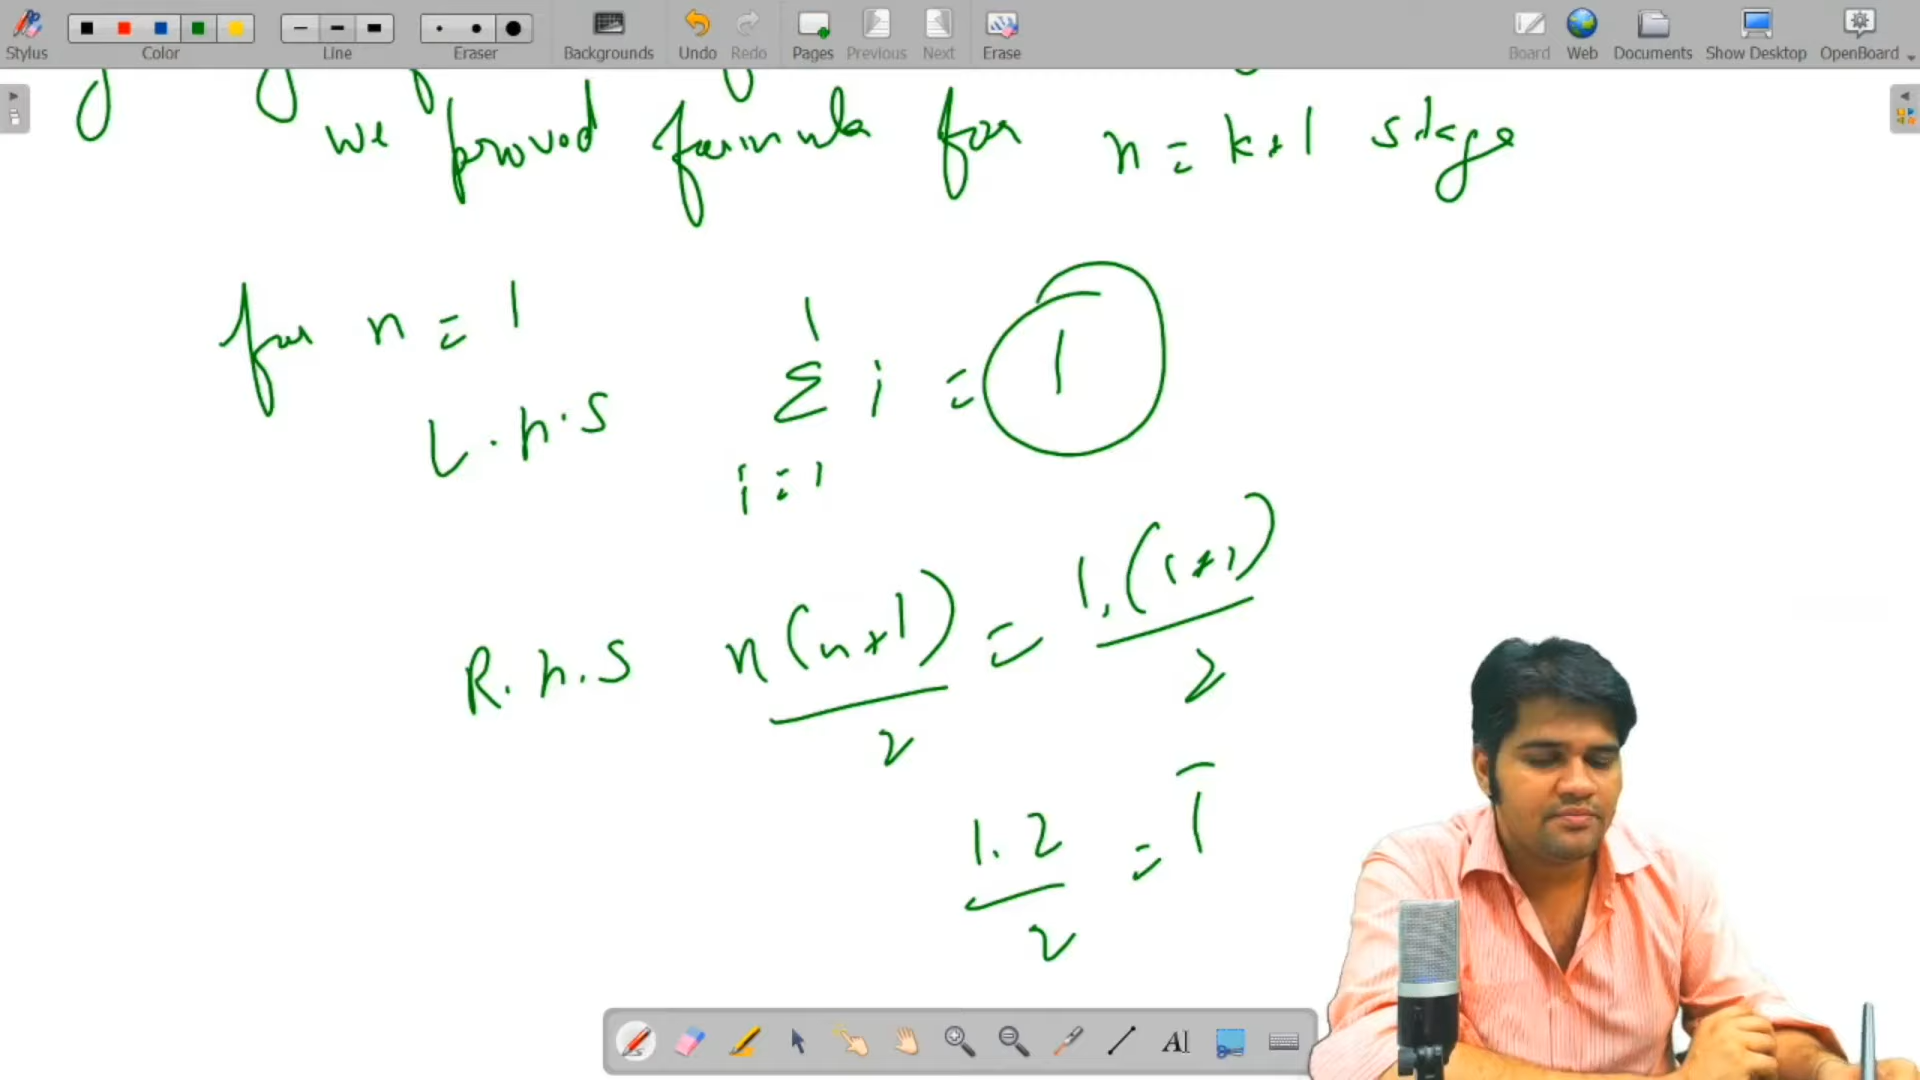 Stylus Color Line Eraser Backgrounds Undo Redo Pages Previous Next Erase Board Web Documents Show Desktop OpenBoard
we proved formula for n = k+1 stage
for n = 1
L.h.s 1 Σ i=1 i = 1
R.h.s n(n+1)/2 = 1.(1+1)/2
1.2/2 = 1
AI